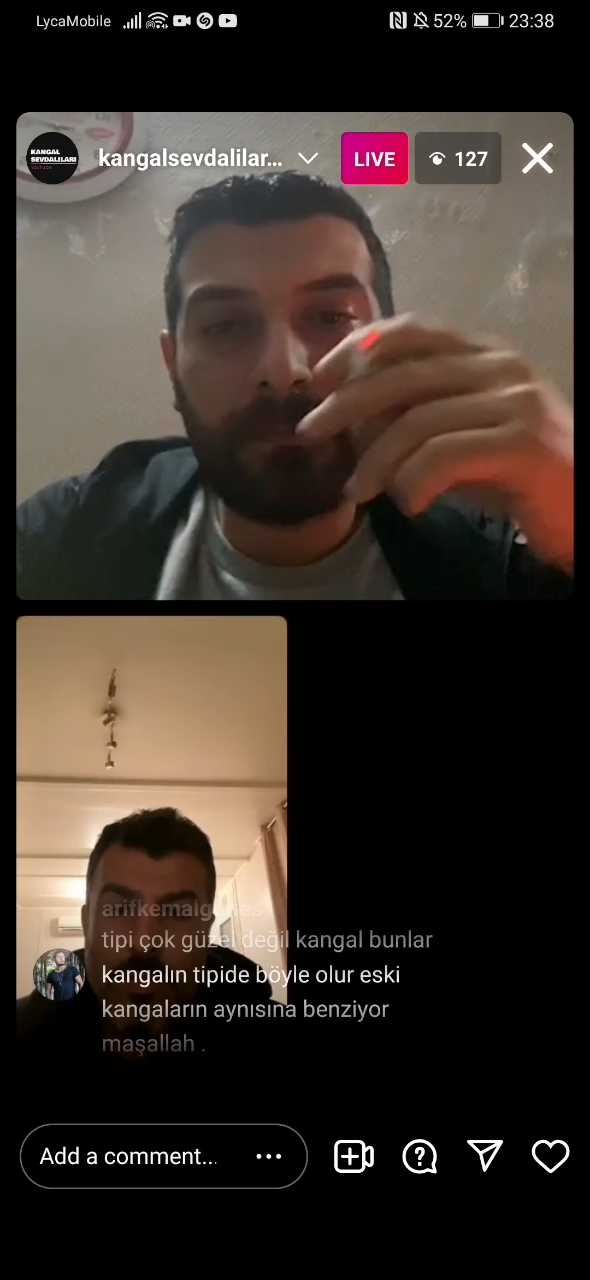 LycaMobile
52% 23:38
KANGAL
SEVDALILARI
YOUTUBE
kangalsevdalilar...
LIVE
127
tipi çok güzel değil kangal bunlar
kangalın tipide böyle olur eski
kangaların aynısına benziyor
maşallah .
Add a comment...